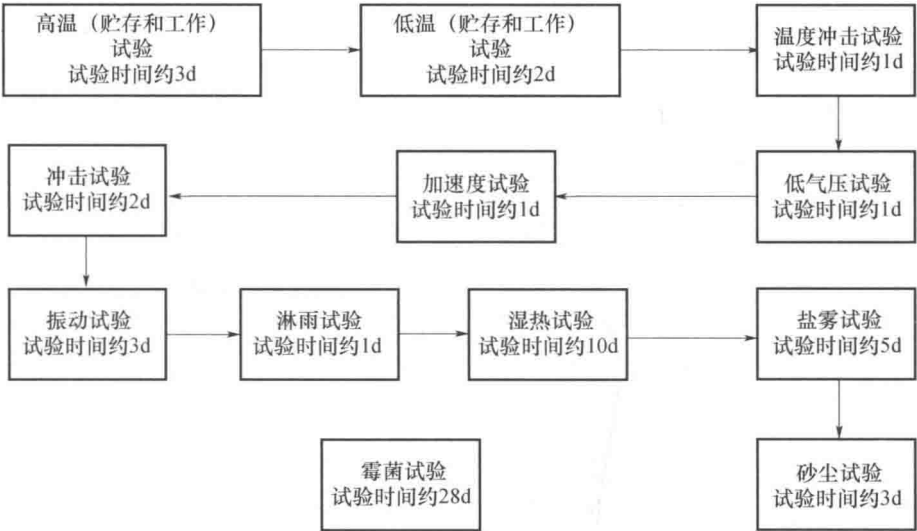 高温（贮存和工作）
试验
试验时间约3d
低温（贮存和工作）
试验
试验时间约2d
温度冲击试验
试验时间约1d
冲击试验
试验时间约2d
加速度试验
试验时间约1d
低气压试验
试验时间约1d
振动试验
试验时间约3d
淋雨试验
试验时间约1d
湿热试验
试验时间约10d
盐雾试验
试验时间约5d
霉菌试验
试验时间约28d
砂尘试验
试验时间约3d